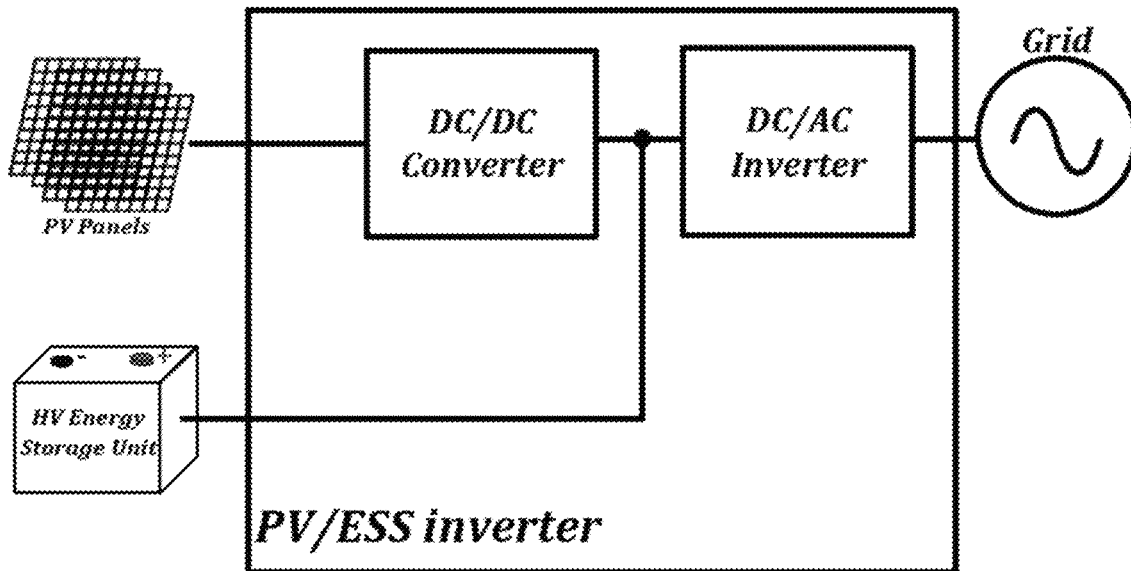 Grid
DC/DC
Converter
DC/AC
Inverter
PV Panels
- +
HV Energy
Storage Unit
PV/ESS inverter